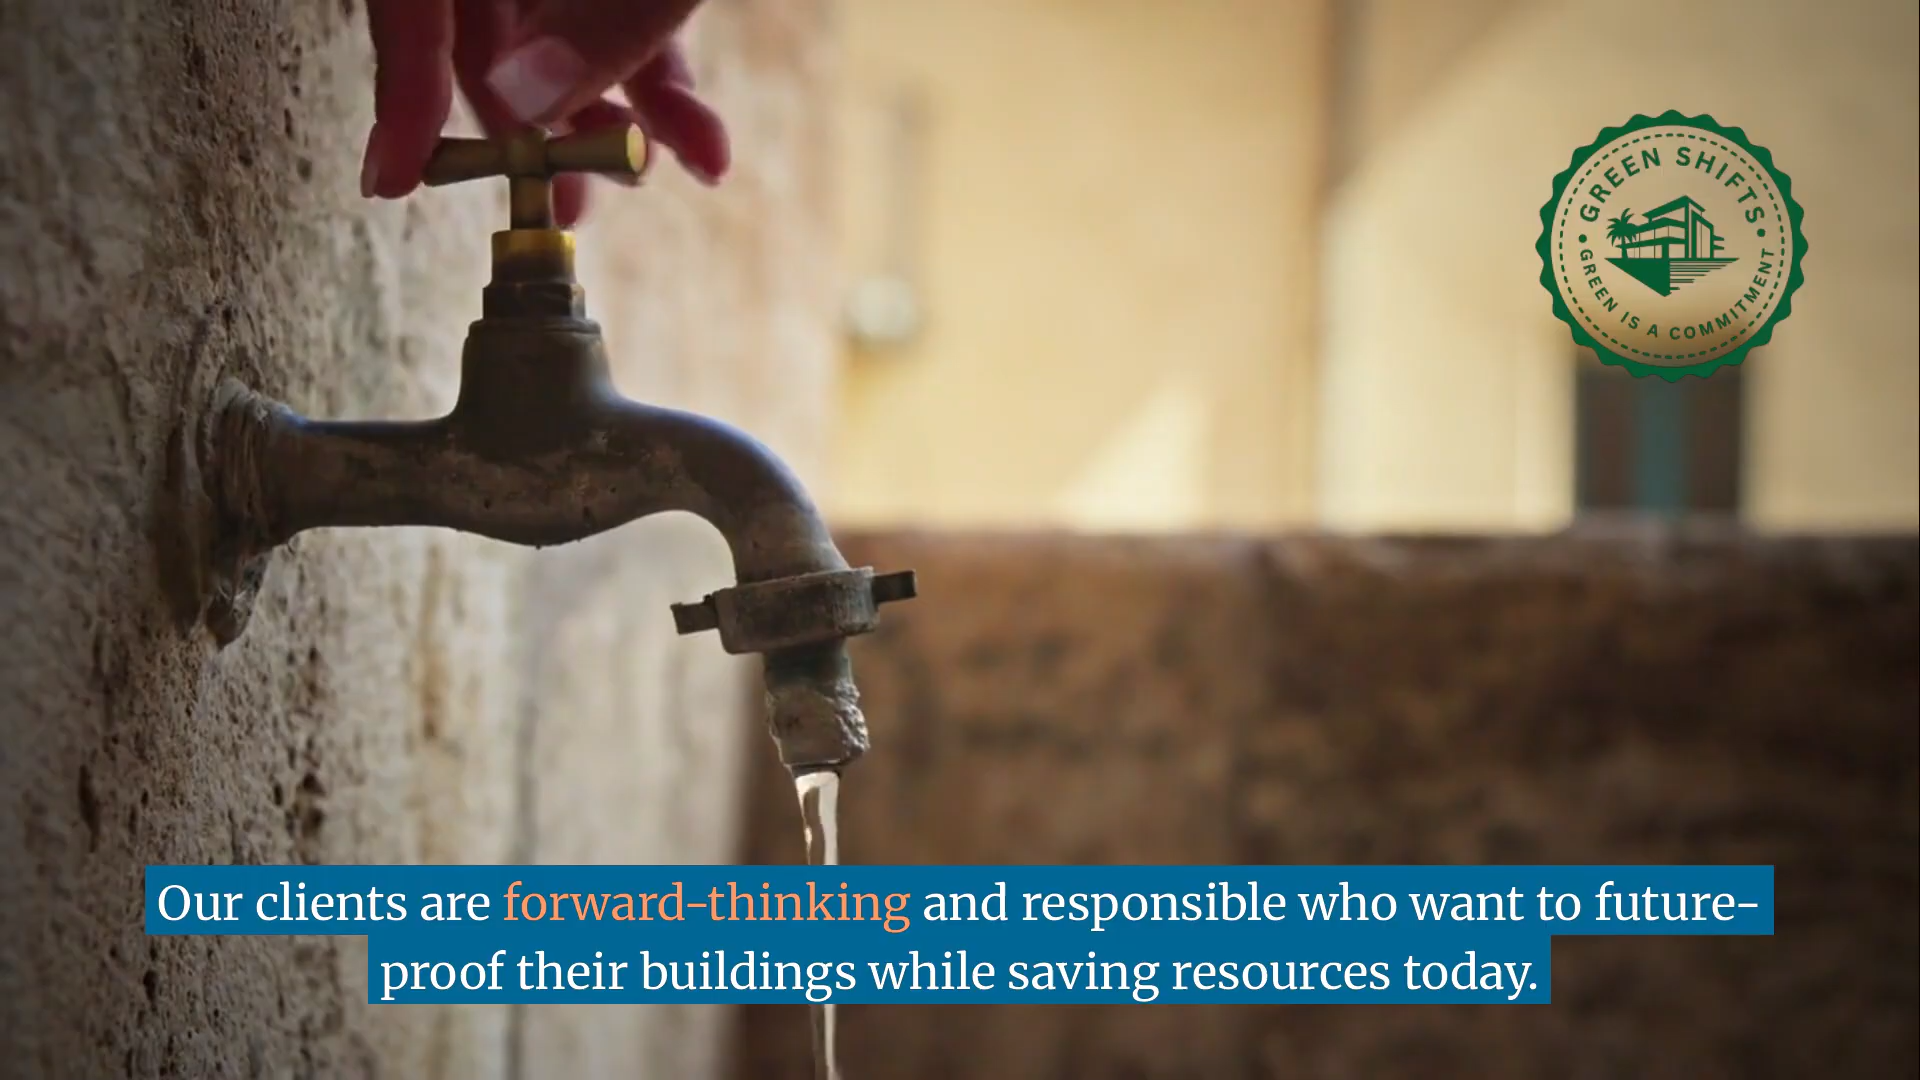 GREEN SHIFTS
GREEN IS A COMMITMENT
Our clients are forward-thinking and responsible who want to future-
proof their buildings while saving resources today.